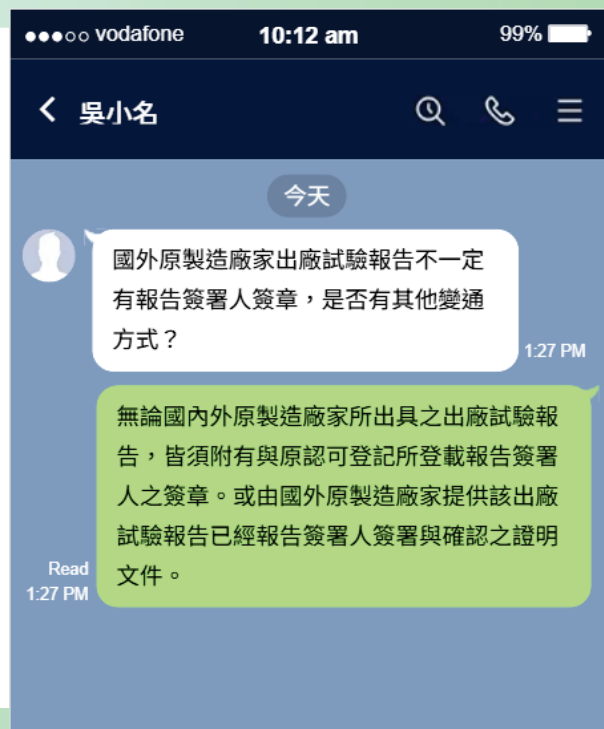 vodafone 10:12 am 99%
吳小名
今天
國外原製造廠家出廠試驗報告不一定
有報告簽署人簽章，是否有其他變通
方式？
1:27 PM
無論國內外原製造廠家所出具之出廠試驗報
告，皆須附有與原認可登記所登載報告簽署
人之簽章。或由國外原製造廠家提供該出廠
試驗報告已經報告簽署人簽署與確認之證明
文件。
Read
1:27 PM